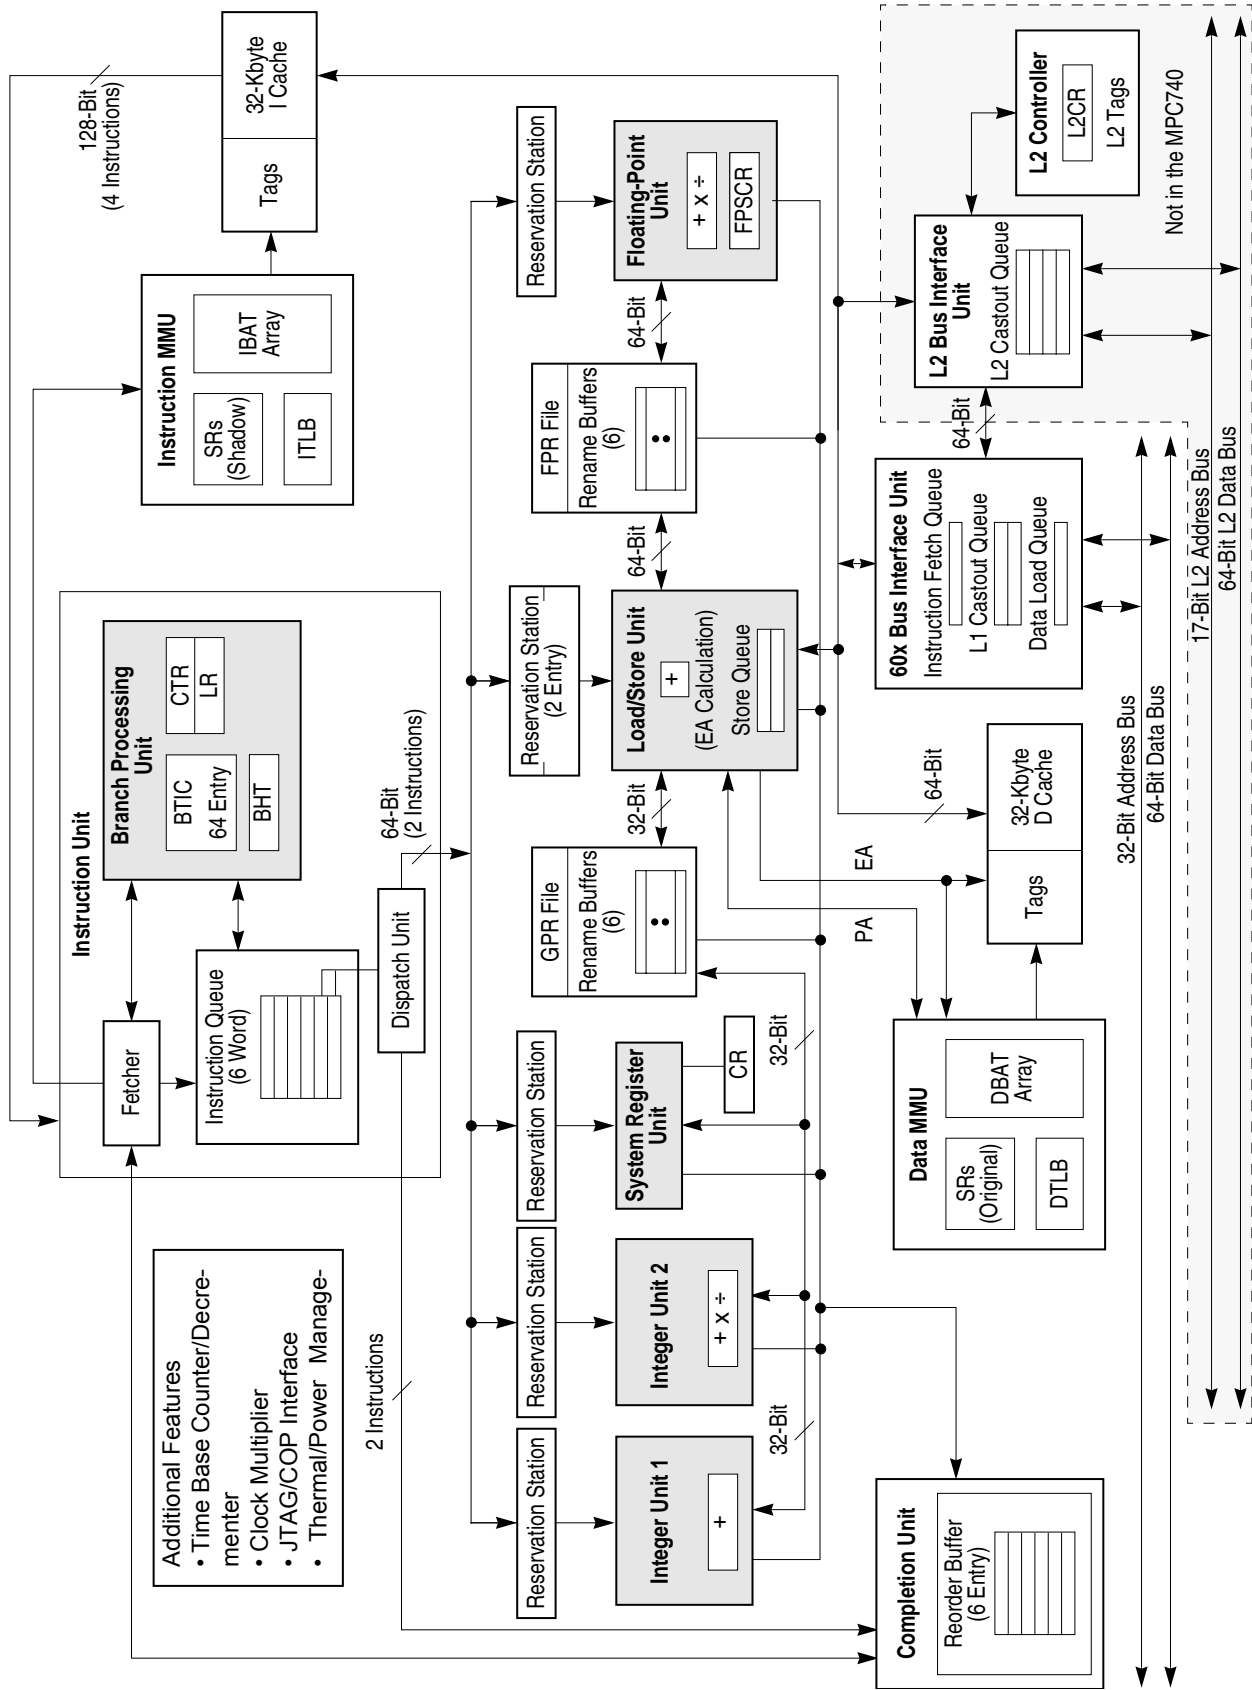 Additional Features
• Time Base Counter/Decre-
menter
• Clock Multiplier
• JTAG/COP Interface
• Thermal/Power Manage-
Instruction Unit
Fetcher
Branch Processing
Unit
BTIC
64 Entry
CTR
LR
BHT
Instruction Queue
(6 Word)
Dispatch Unit
2 Instructions
64-Bit
(2 Instructions)
Instruction MMU
SRs
(Shadow)
ITLB
IBAT
Array
128-Bit
(4 Instructions)
Tags
32-Kbyte
I Cache
Reservation Station
Reservation Station
Reservation Station
Reservation Station
(2 Entry)
Reservation Station
Integer Unit 1
+
Integer Unit 2
+ x ÷
System Register
Unit
CR
32-Bit
32-Bit
GPR File
Rename Buffers
(6)
32-Bit
Load/Store Unit
+
(EA Calculation)
Store Queue
64-Bit
FPR File
Rename Buffers
(6)
64-Bit
Floating-Point
Unit
+ x ÷
FPSCR
PA
EA
64-Bit
Completion Unit
Reorder Buffer
(6 Entry)
Data MMU
SRs
(Original)
DTLB
DBAT
Array
Tags
32-Kbyte
D Cache
60x Bus Interface Unit
Instruction Fetch Queue
L1 Castout Queue
Data Load Queue
64-Bit
L2 Bus Interface
Unit
L2 Castout Queue
L2 Controller
L2CR
L2 Tags
Not in the MPC740
32-Bit Address Bus
64-Bit Data Bus
17-Bit L2 Address Bus
64-Bit L2 Data Bus